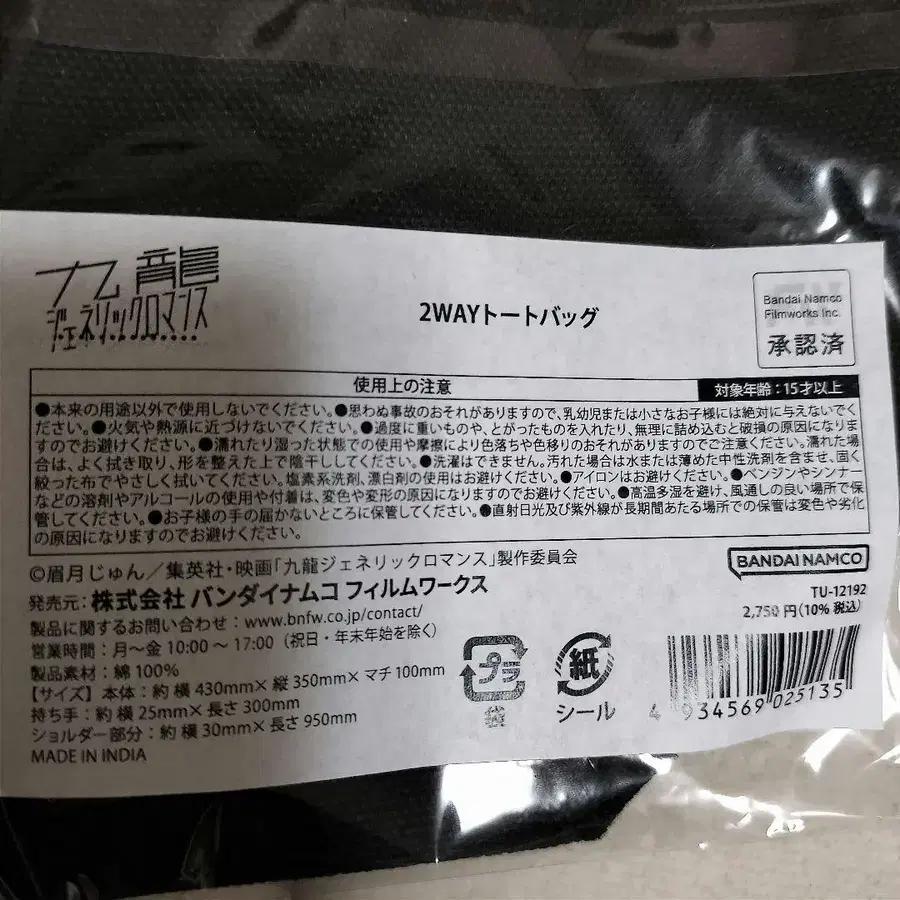 九龍
ジェネリックロマンス
2WAYトートバッグ
Bandai Namco
Filmworks Inc.
承認済
使用上の注意
対象年齢：15才以上
●本来の用途以外で使用しないでください。●思わぬ事故のおそれがありますので、乳幼児または小さなお子様には絶対に与えないでく
ださい。●火気や熱源に近づけないでください。●過度に重いものや、とがったものを入れたり、無理に詰め込むと破損の原因になりま
すのでお避けください。●濡れたり湿った状態での使用や摩擦により色落ちや色移りのおそれがありますのでご注意ください。濡れた場
合は、よく拭き取り、形を整えた上で陰干ししてください。●洗濯はできません。汚れた場合は水または薄めた中性洗剤を含ませ、固く
絞った布でやさしく拭いてください。塩素系洗剤、漂白剤の使用はお避けください。●アイロンはお避けください。●ベンジンやシンナー
などの溶剤やアルコールの使用や付着は、変色や変形の原因になりますのでお避けください。●高温多湿を避け、風通しの良い場所で保
管してください。●お子様の手の届かないところに保管してください。●直射日光及び紫外線が長期間あたる場所での保管は変色や劣化
の原因になりますのでお避けください。
©眉月じゅん／集英社・映画「九龍ジェネリックロマンス」製作委員会
BANDAI NAMCO
発売元：株式会社 バンダイナムコ フィルムワークス
TU-12192
2,750 円（10% 税込）
製品に関するお問い合わせ：www.bnfw.co.jp/contact/
営業時間：月～金 10:00～17:00（祝日・年末年始を除く）
製品素材：綿 100%
【サイズ】本体：約 横 430mm× 縦 350mm× マチ 100mm
持ち手：約 横 25mm× 長さ 300mm
ショルダー部分：約 横 30mm× 長さ 950mm
MADE IN INDIA
プラ
袋
紙
シール
4 934569 025135